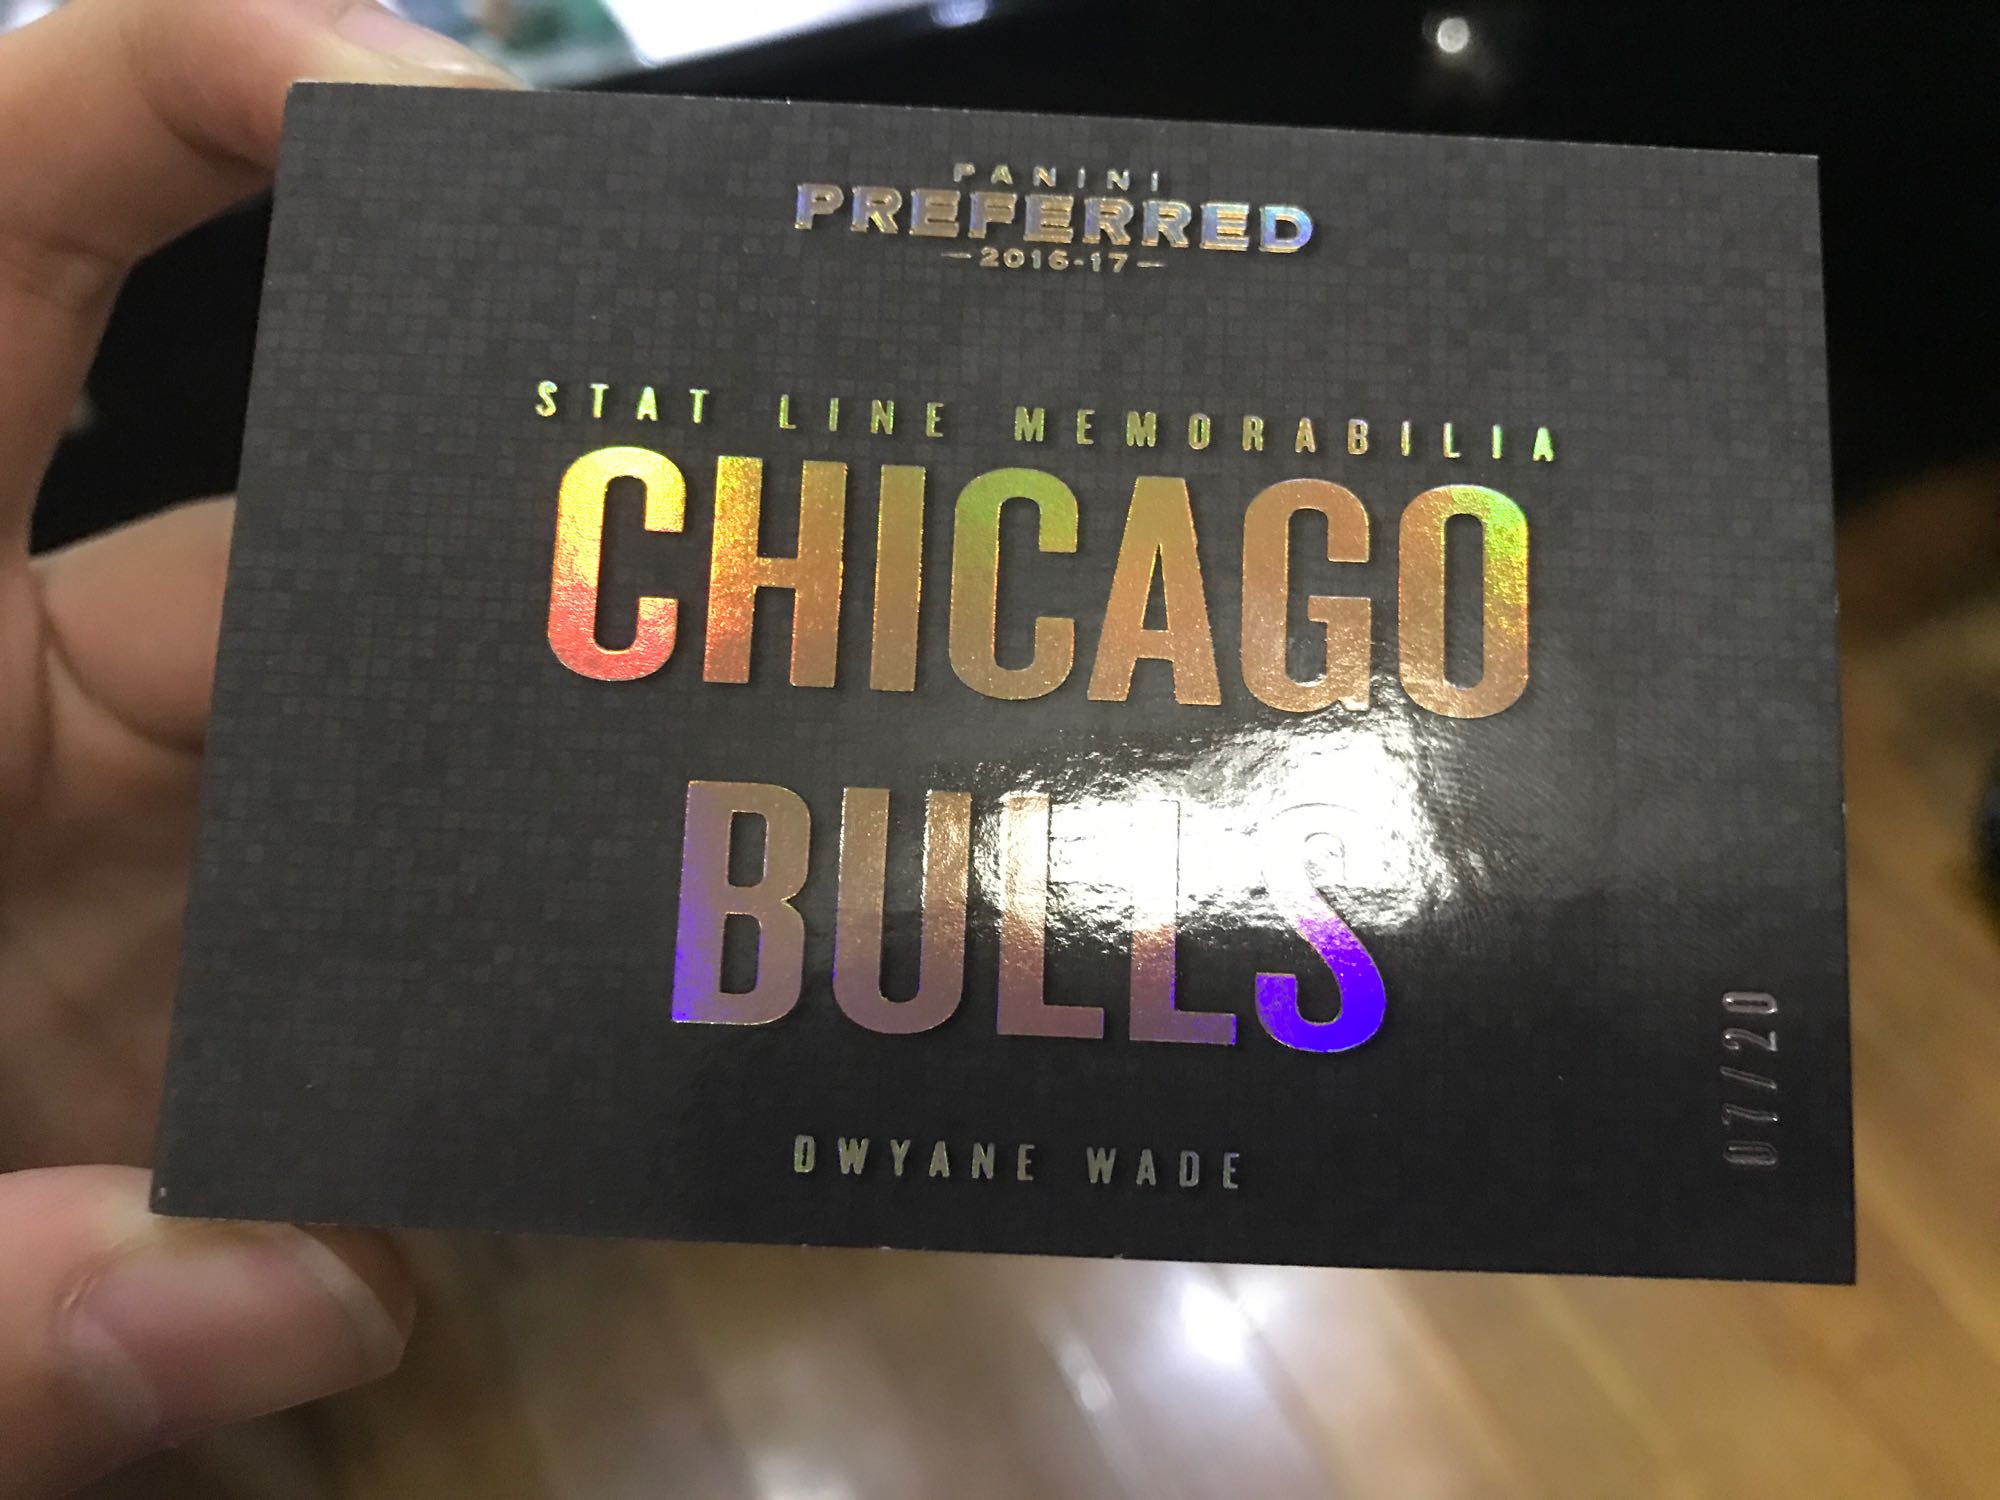 PANINI
PREFERRED
—2016-17—
STAT LINE MEMORABILIA
CHICAGO
BULLS
DWYANE WADE
07/20